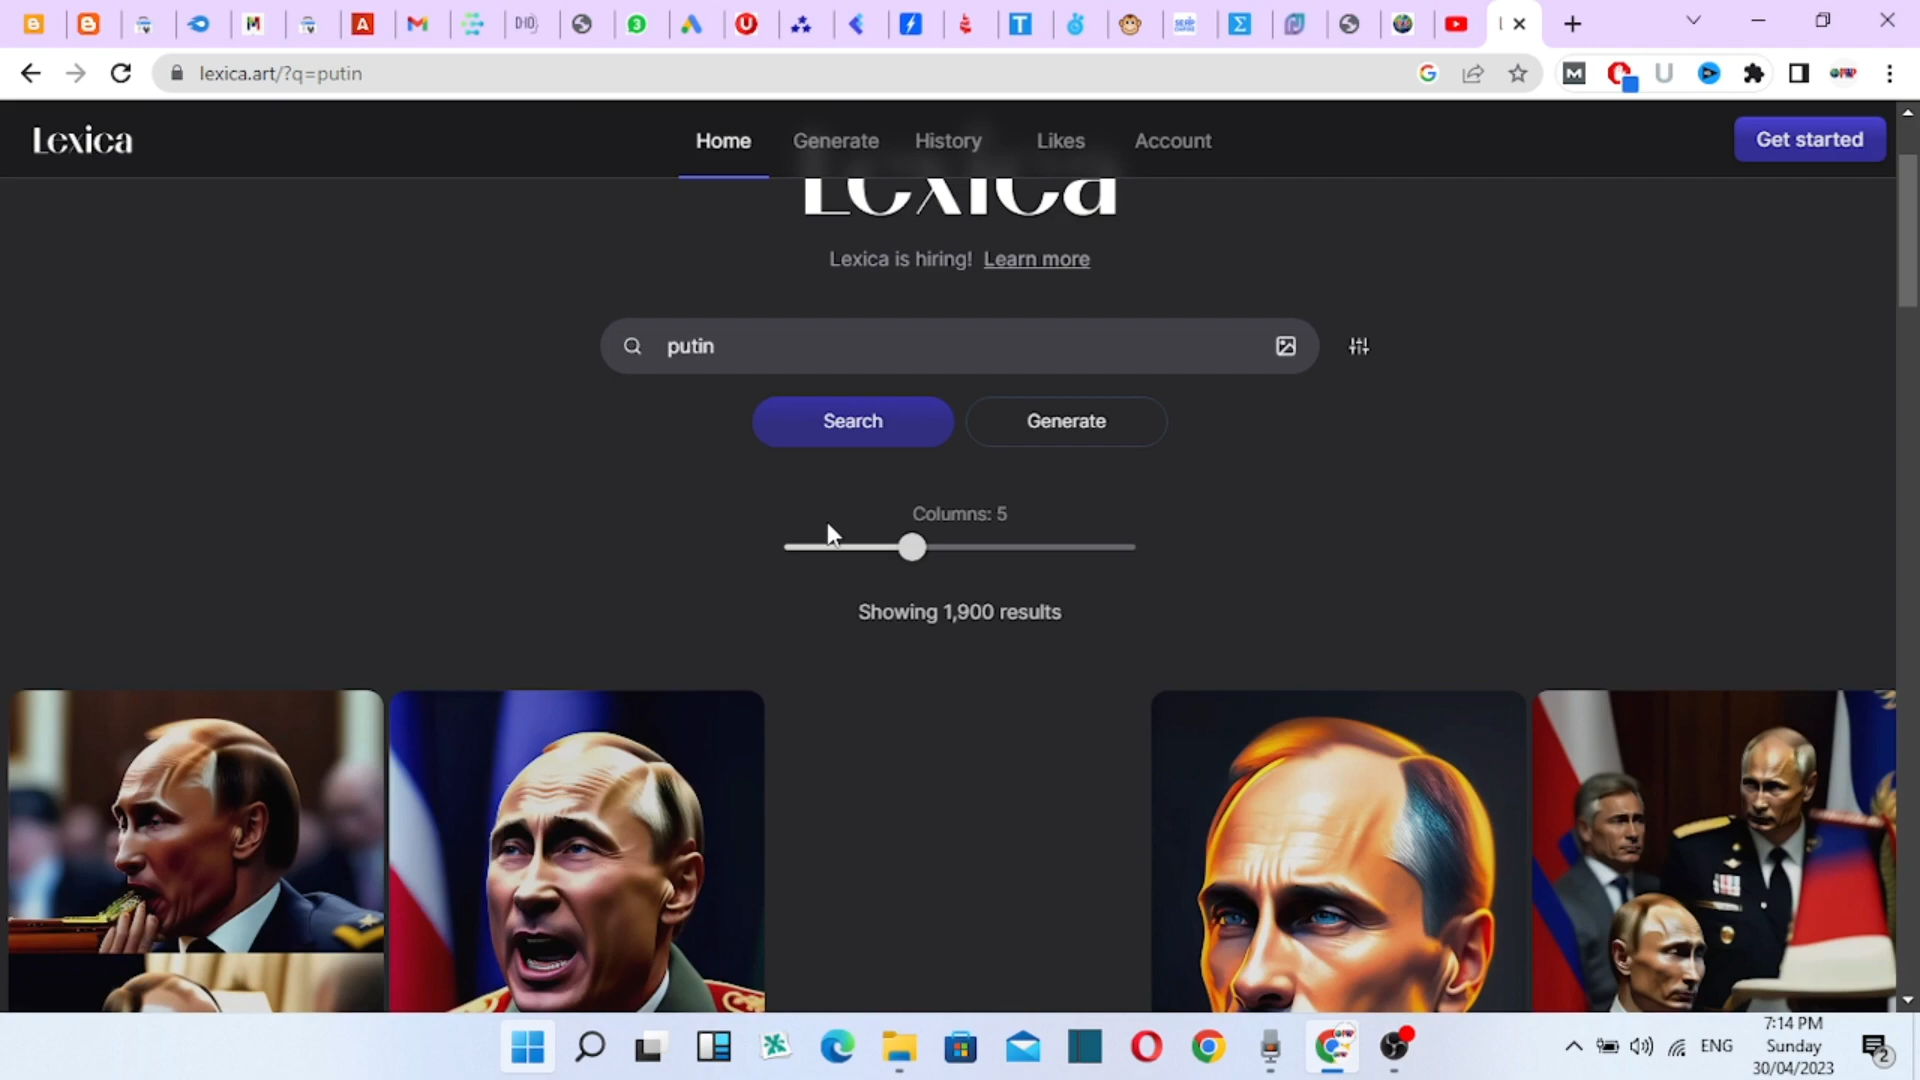 lexica.art/?q=putin
Lexica
Home
Generate
History
Likes
Account
Get started
Lexica
Lexica is hiring! Learn more
putin
Search
Generate
Columns: 5
Showing 1,900 results
ENG
7:14 PM
Sunday
30/04/2023
2